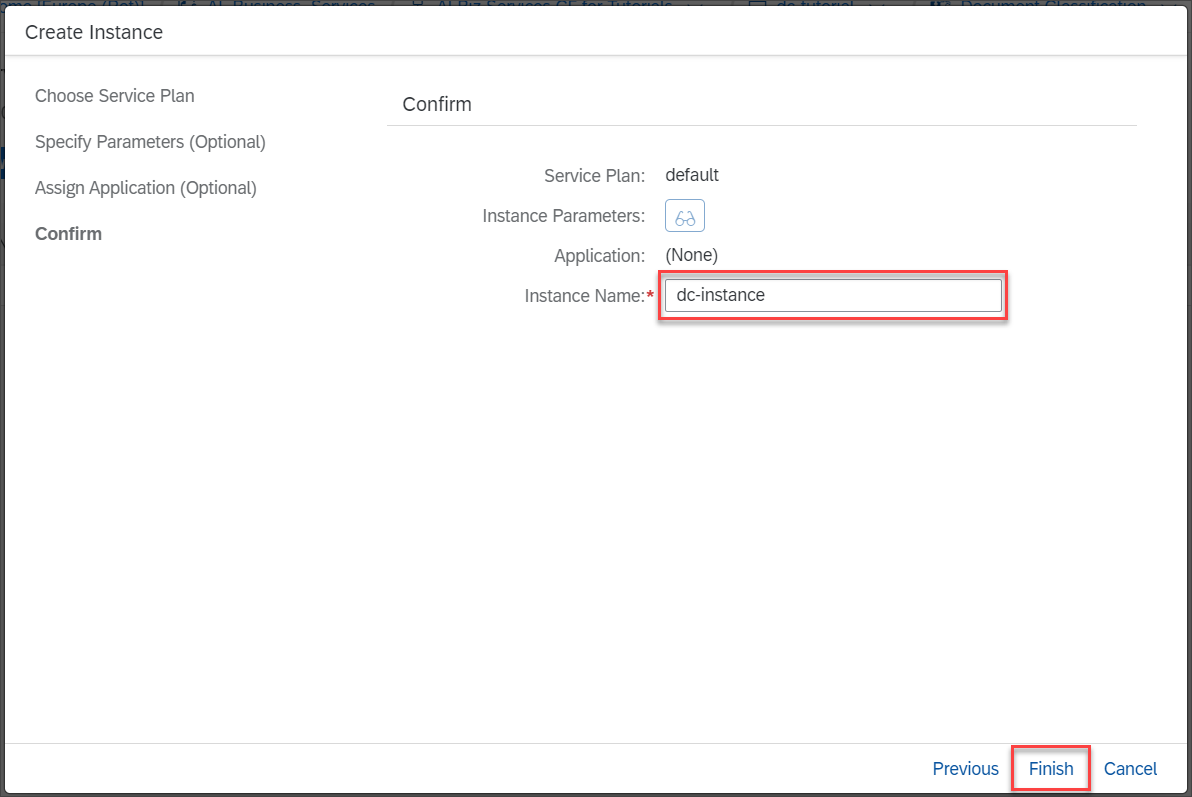 Create Instance
Choose Service Plan
Specify Parameters (Optional)
Assign Application (Optional)
Confirm
Confirm
Service Plan: default
Instance Parameters:
Application: (None)
Instance Name:* dc-instance
Previous Finish Cancel